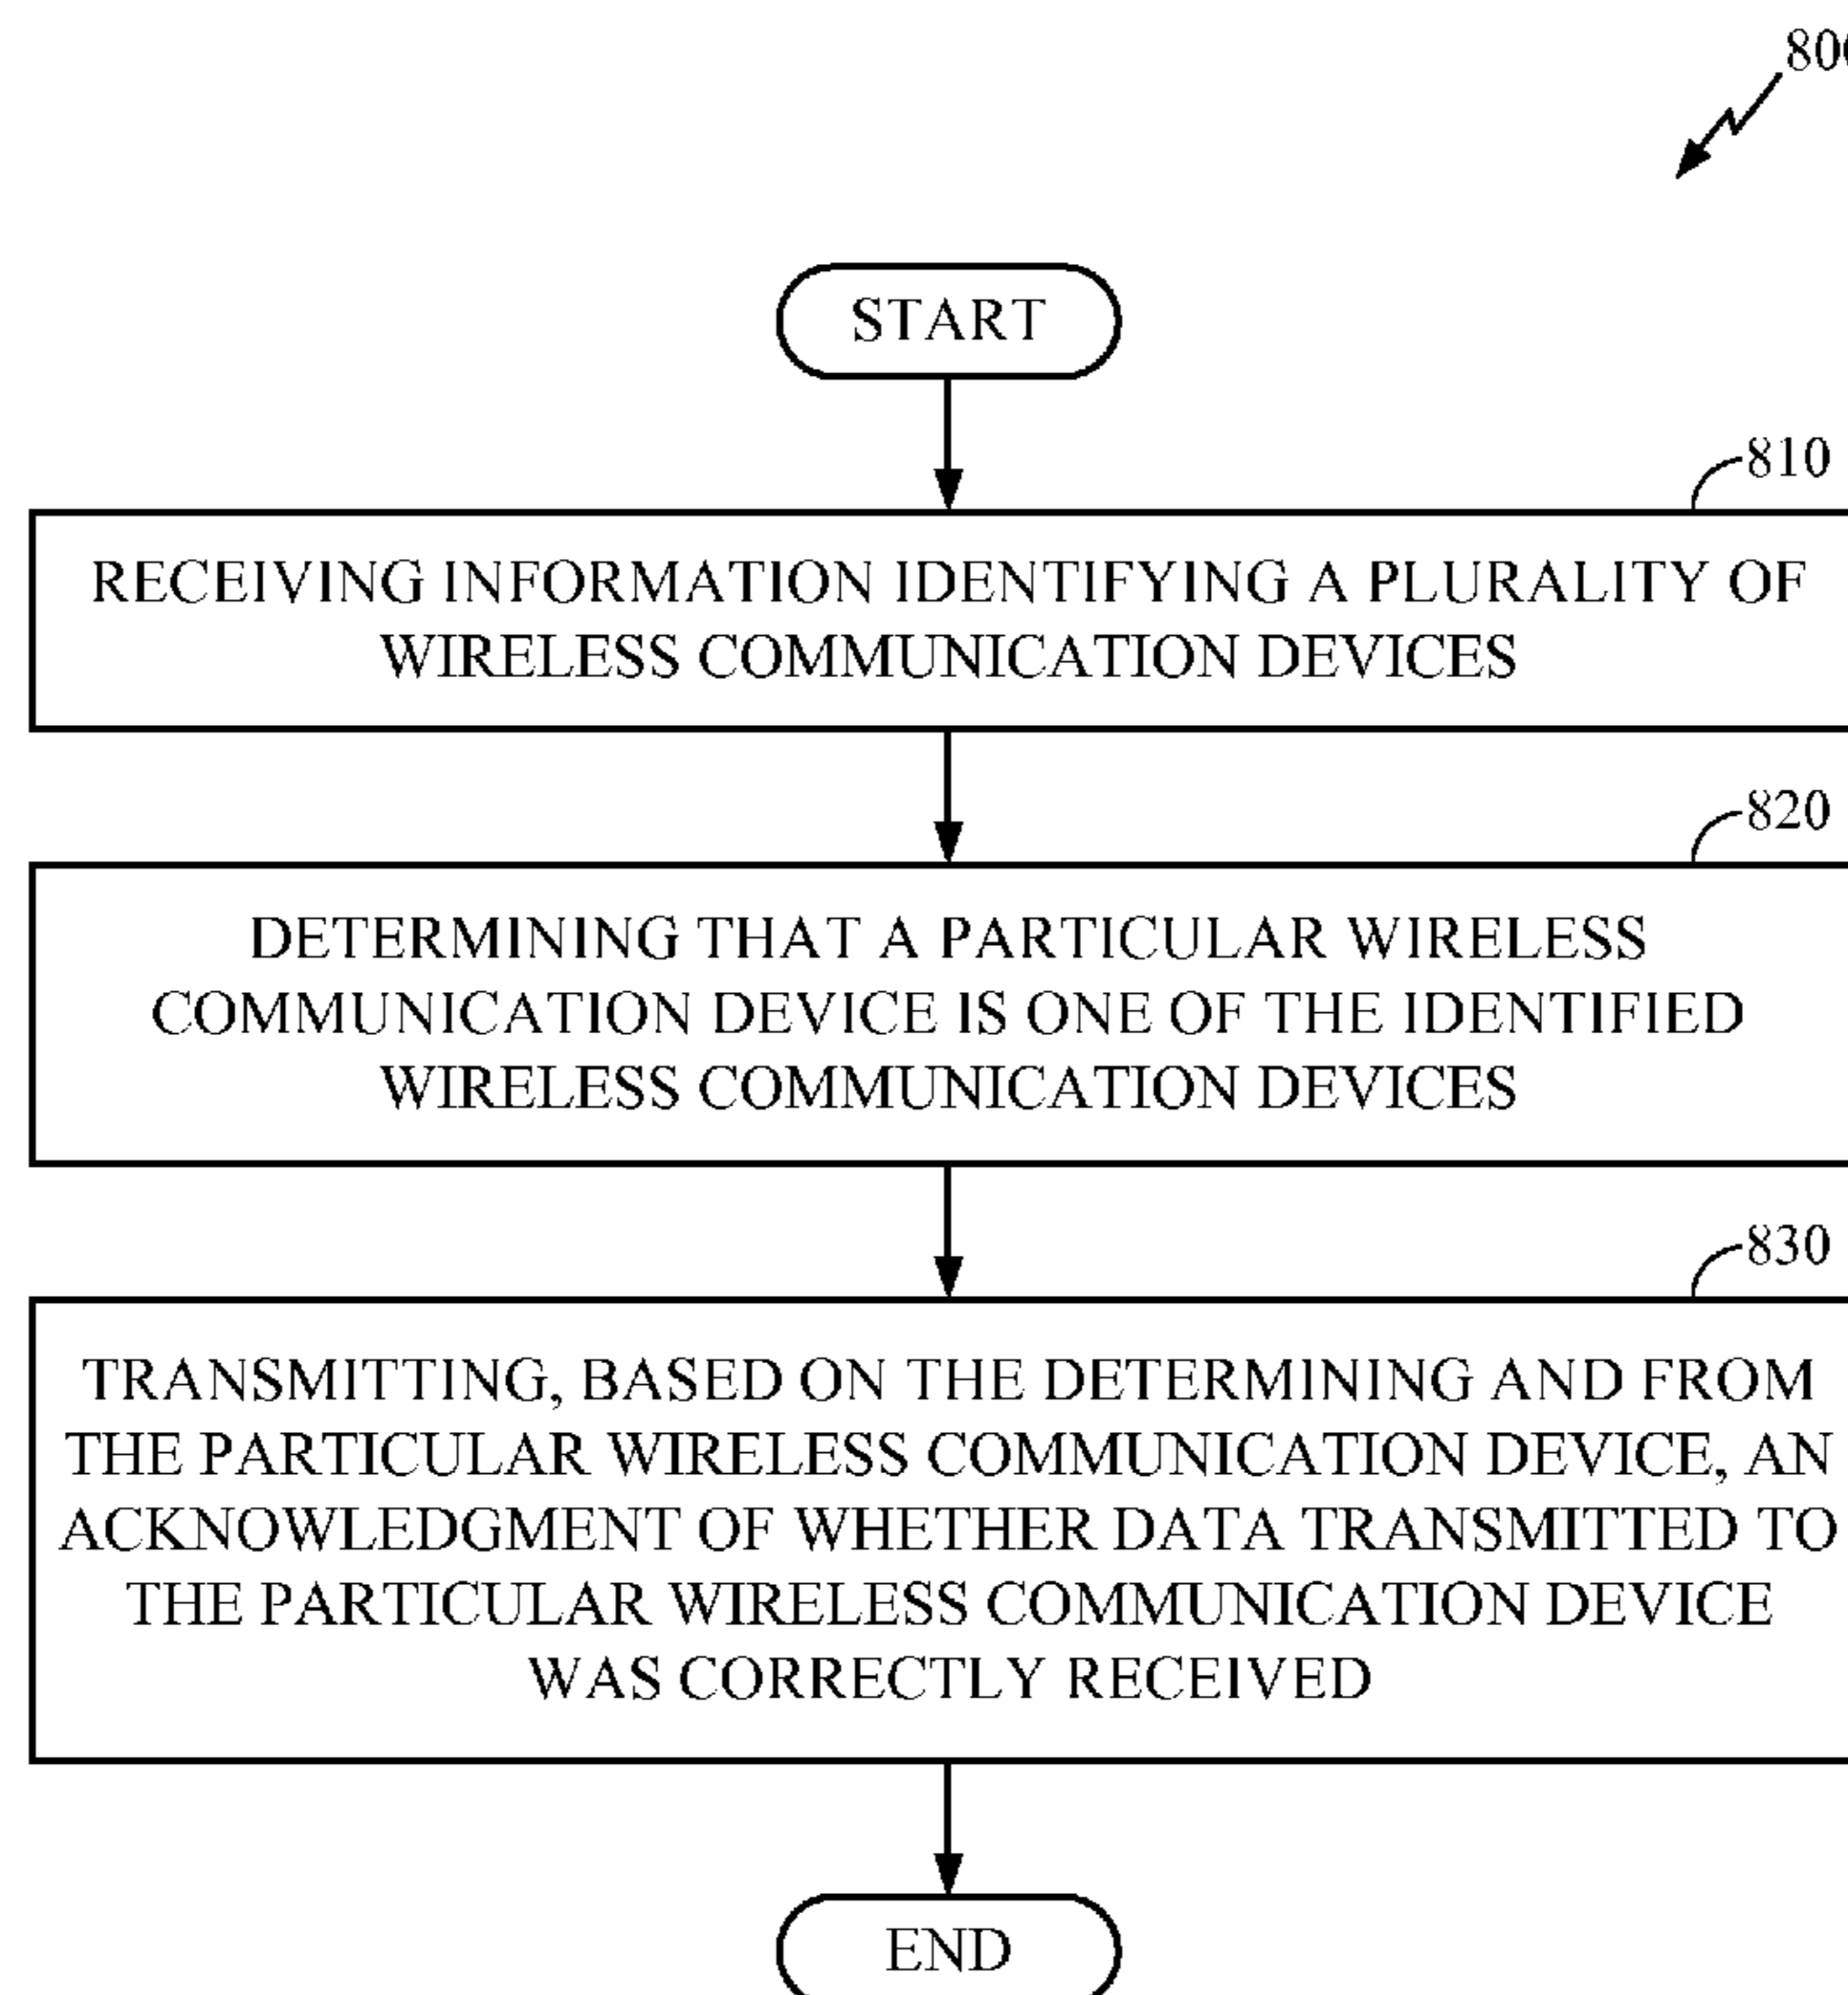 START
810
RECEIVING INFORMATION IDENTIFYING A PLURALITY OF
WIRELESS COMMUNICATION DEVICES
820
DETERMINING THAT A PARTICULAR WIRELESS
COMMUNICATION DEVICE IS ONE OF THE IDENTIFIED
WIRELESS COMMUNICATION DEVICES
830
TRANSMITTING, BASED ON THE DETERMINING AND FROM
THE PARTICULAR WIRELESS COMMUNICATION DEVICE, AN
ACKNOWLEDGMENT OF WHETHER DATA TRANSMITTED TO
THE PARTICULAR WIRELESS COMMUNICATION DEVICE
WAS CORRECTLY RECEIVED
END